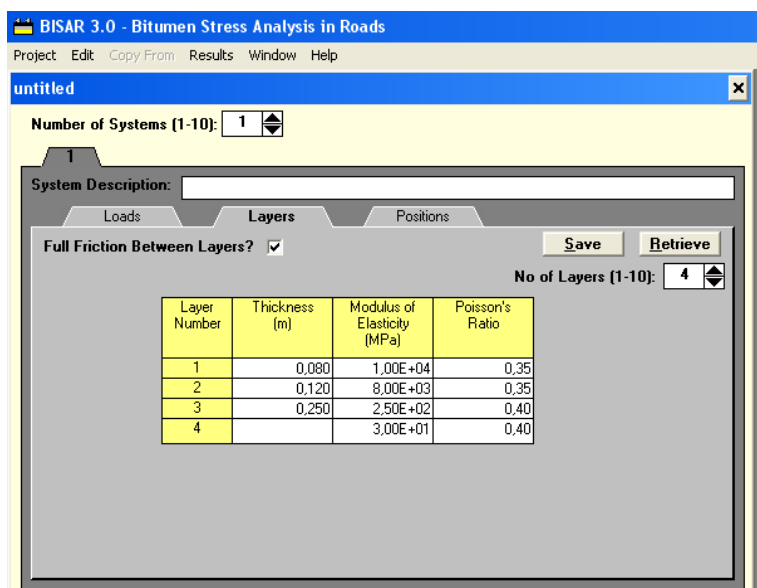 BISAR 3.0 - Bitumen Stress Analysis in Roads
Project Edit Copy From Results Window Help
untitled
Number of Systems (1-10): 1
1
System Description:
Loads Layers Positions
Full Friction Between Layers? Save Retrieve
No of Layers (1-10): 4
Layer Number Thickness (m) Modulus of Elasticity (MPa) Poisson's Ratio
1 0,080 1,00E+04 0,35
2 0,120 8,00E+03 0,35
3 0,250 2,50E+02 0,40
4 3,00E+01 0,40